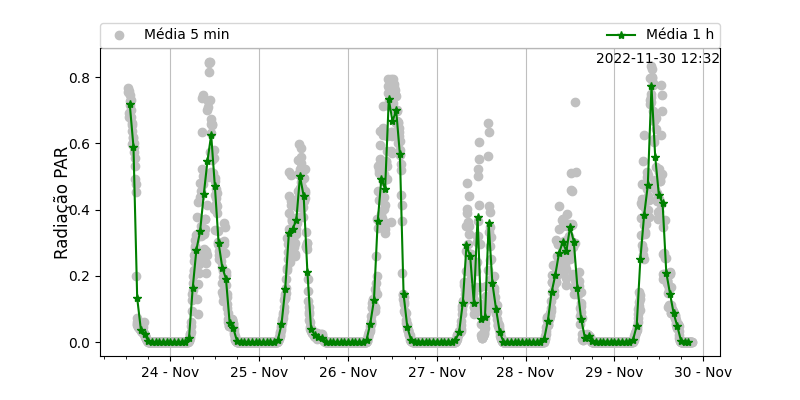 Média 5 min
Média 1 h
2022-11-30 12:32
Radiação PAR
0.8
0.6
0.4
0.2
0.0
24 - Nov
25 - Nov
26 - Nov
27 - Nov
28 - Nov
29 - Nov
30 - Nov